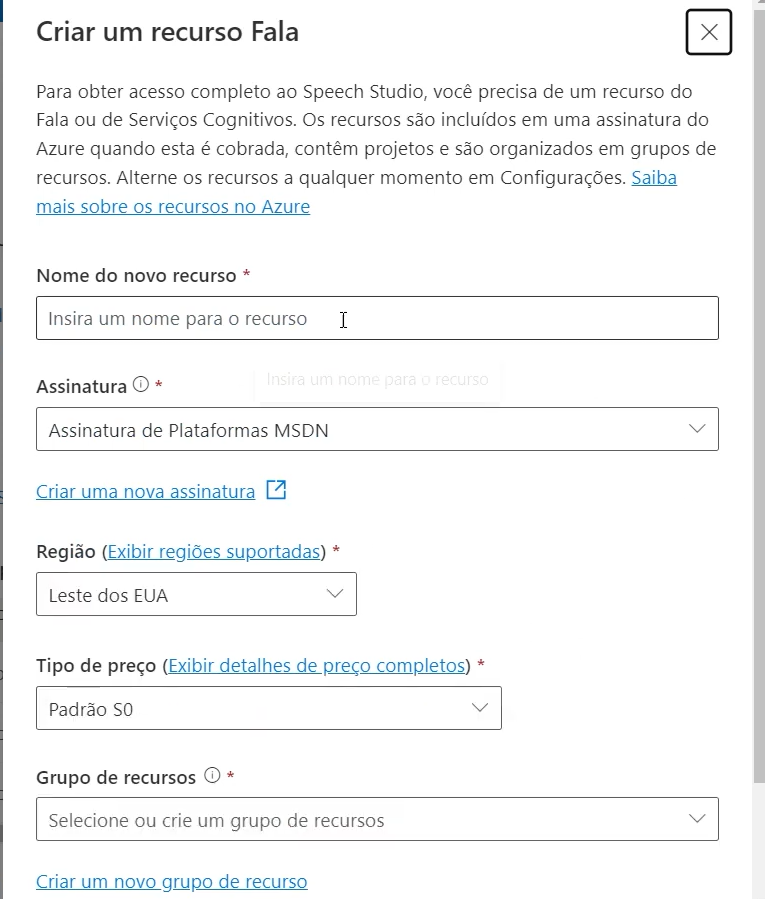 Criar um recurso Fala
Para obter acesso completo ao Speech Studio, você precisa de um recurso do
Fala ou de Serviços Cognitivos. Os recursos são incluídos em uma assinatura do
Azure quando esta é cobrada, contêm projetos e são organizados em grupos de
recursos. Alterne os recursos a qualquer momento em Configurações. Saiba
mais sobre os recursos no Azure
Nome do novo recurso *
Insira um nome para o recurso
Insira um nome para o recurso
Assinatura *
Assinatura de Plataformas MSDN
Criar uma nova assinatura
Região (Exibir regiões suportadas) *
Leste dos EUA
Tipo de preço (Exibir detalhes de preço completos) *
Padrão S0
Grupo de recursos *
Selecione ou crie um grupo de recursos
Criar um novo grupo de recurso